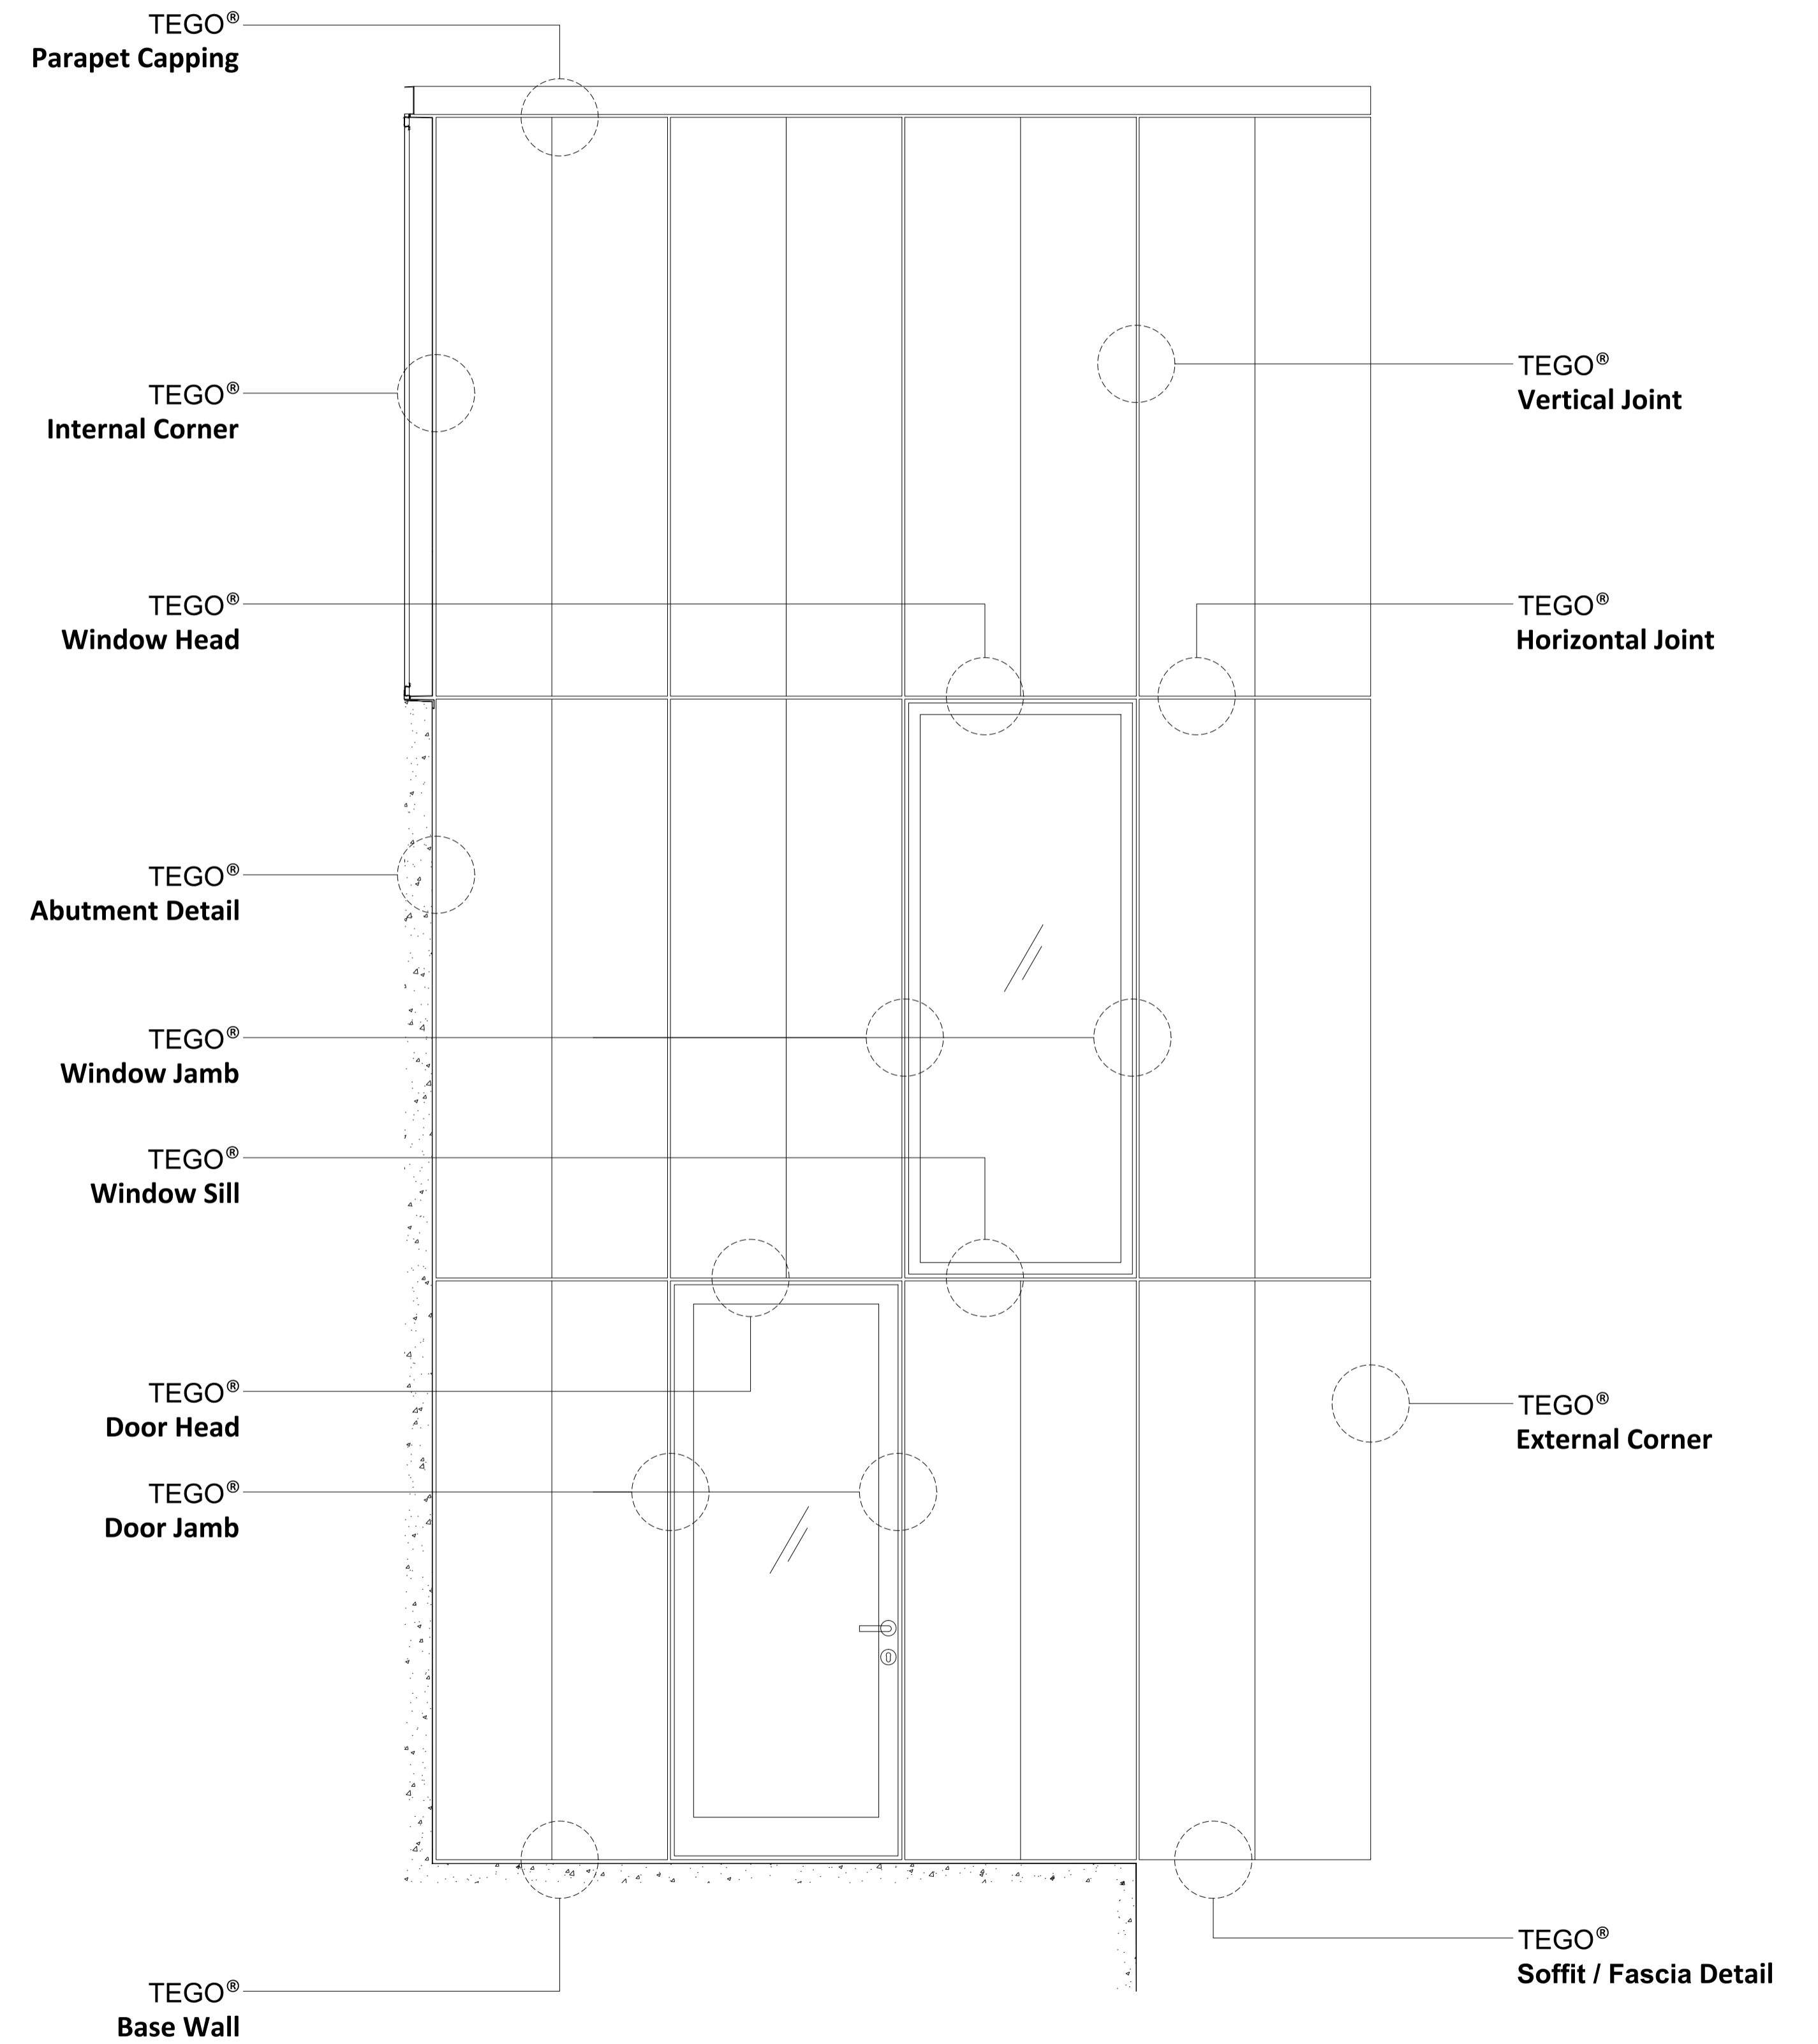 TEGO®
Parapet Capping
TEGO®
Internal Corner
TEGO®
Vertical Joint
TEGO®
Window Head
TEGO®
Horizontal Joint
TEGO®
Abutment Detail
TEGO®
Window Jamb
TEGO®
Window Sill
TEGO®
Door Head
TEGO®
External Corner
TEGO®
Door Jamb
TEGO®
Soffit / Fascia Detail
TEGO®
Base Wall